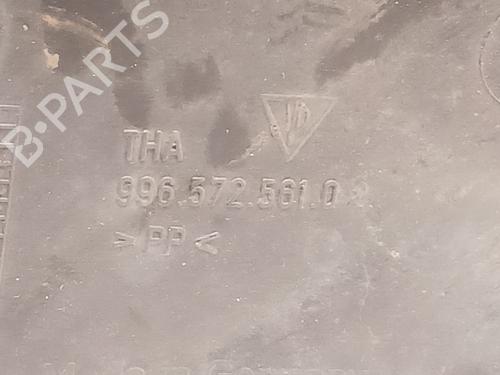 B-PARTS
THA
996.572.561.0
> PP <